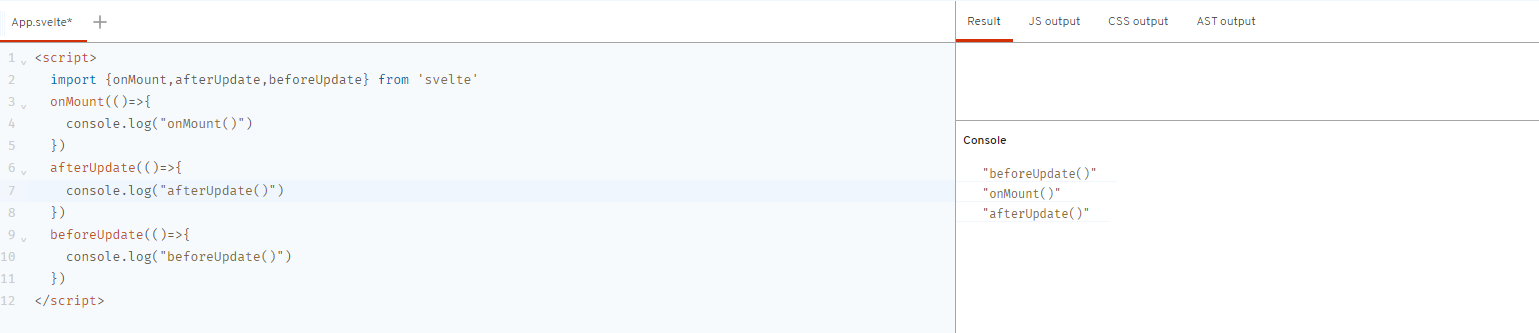 App.svelte* +
Result JS output CSS output AST output
1 <script>
2 import {onMount,afterUpdate,beforeUpdate} from 'svelte'
3 onMount(()=>{
4 console.log("onMount()")
5 })
6 afterUpdate(()=>{
7 console.log("afterUpdate()")
8 })
9 beforeUpdate(()=>{
10 console.log("beforeUpdate()")
11 })
12 </script>
Console
"beforeUpdate()"
"onMount()"
"afterUpdate()"